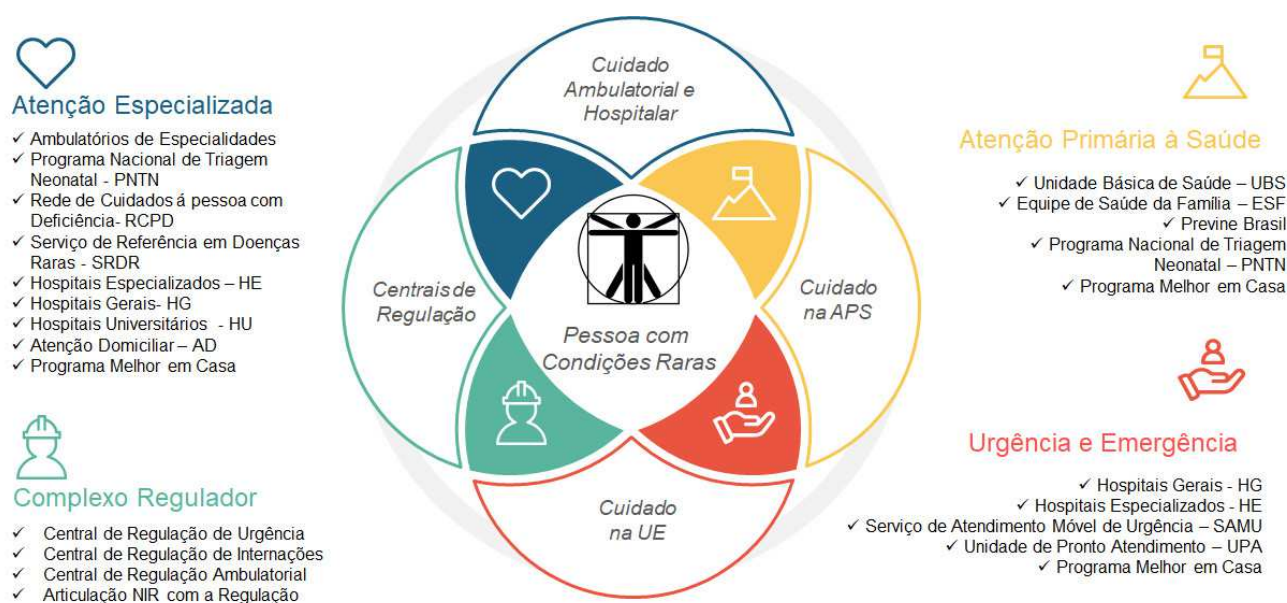 Atenção Especializada
✓ Ambulatórios de Especialidades
✓ Programa Nacional de Triagem
Neonatal - PNTN
✓ Rede de Cuidados á pessoa com
Deficiência- RCPD
✓ Serviço de Referência em Doenças
Raras - SRDR
✓ Hospitais Especializados – HE
✓ Hospitais Gerais- HG
✓ Hospitais Universitários - HU
✓ Atenção Domiciliar – AD
✓ Programa Melhor em Casa
Complexo Regulador
✓ Central de Regulação de Urgência
✓ Central de Regulação de Internações
✓ Central de Regulação Ambulatorial
✓ Articulação NIR com a Regulação
Cuidado
Ambulatorial e
Hospitalar
Centrais de
Regulação
Pessoa com
Condições Raras
Cuidado
na APS
Cuidado
na UE
Atenção Primária à Saúde
✓ Unidade Básica de Saúde – UBS
✓ Equipe de Saúde da Família – ESF
✓ Previne Brasil
✓ Programa Nacional de Triagem
Neonatal – PNTN
✓ Programa Melhor em Casa
Urgência e Emergência
✓ Hospitais Gerais - HG
✓ Hospitais Especializados - HE
✓ Serviço de Atendimento Móvel de Urgência – SAMU
✓ Unidade de Pronto Atendimento – UPA
✓ Programa Melhor em Casa